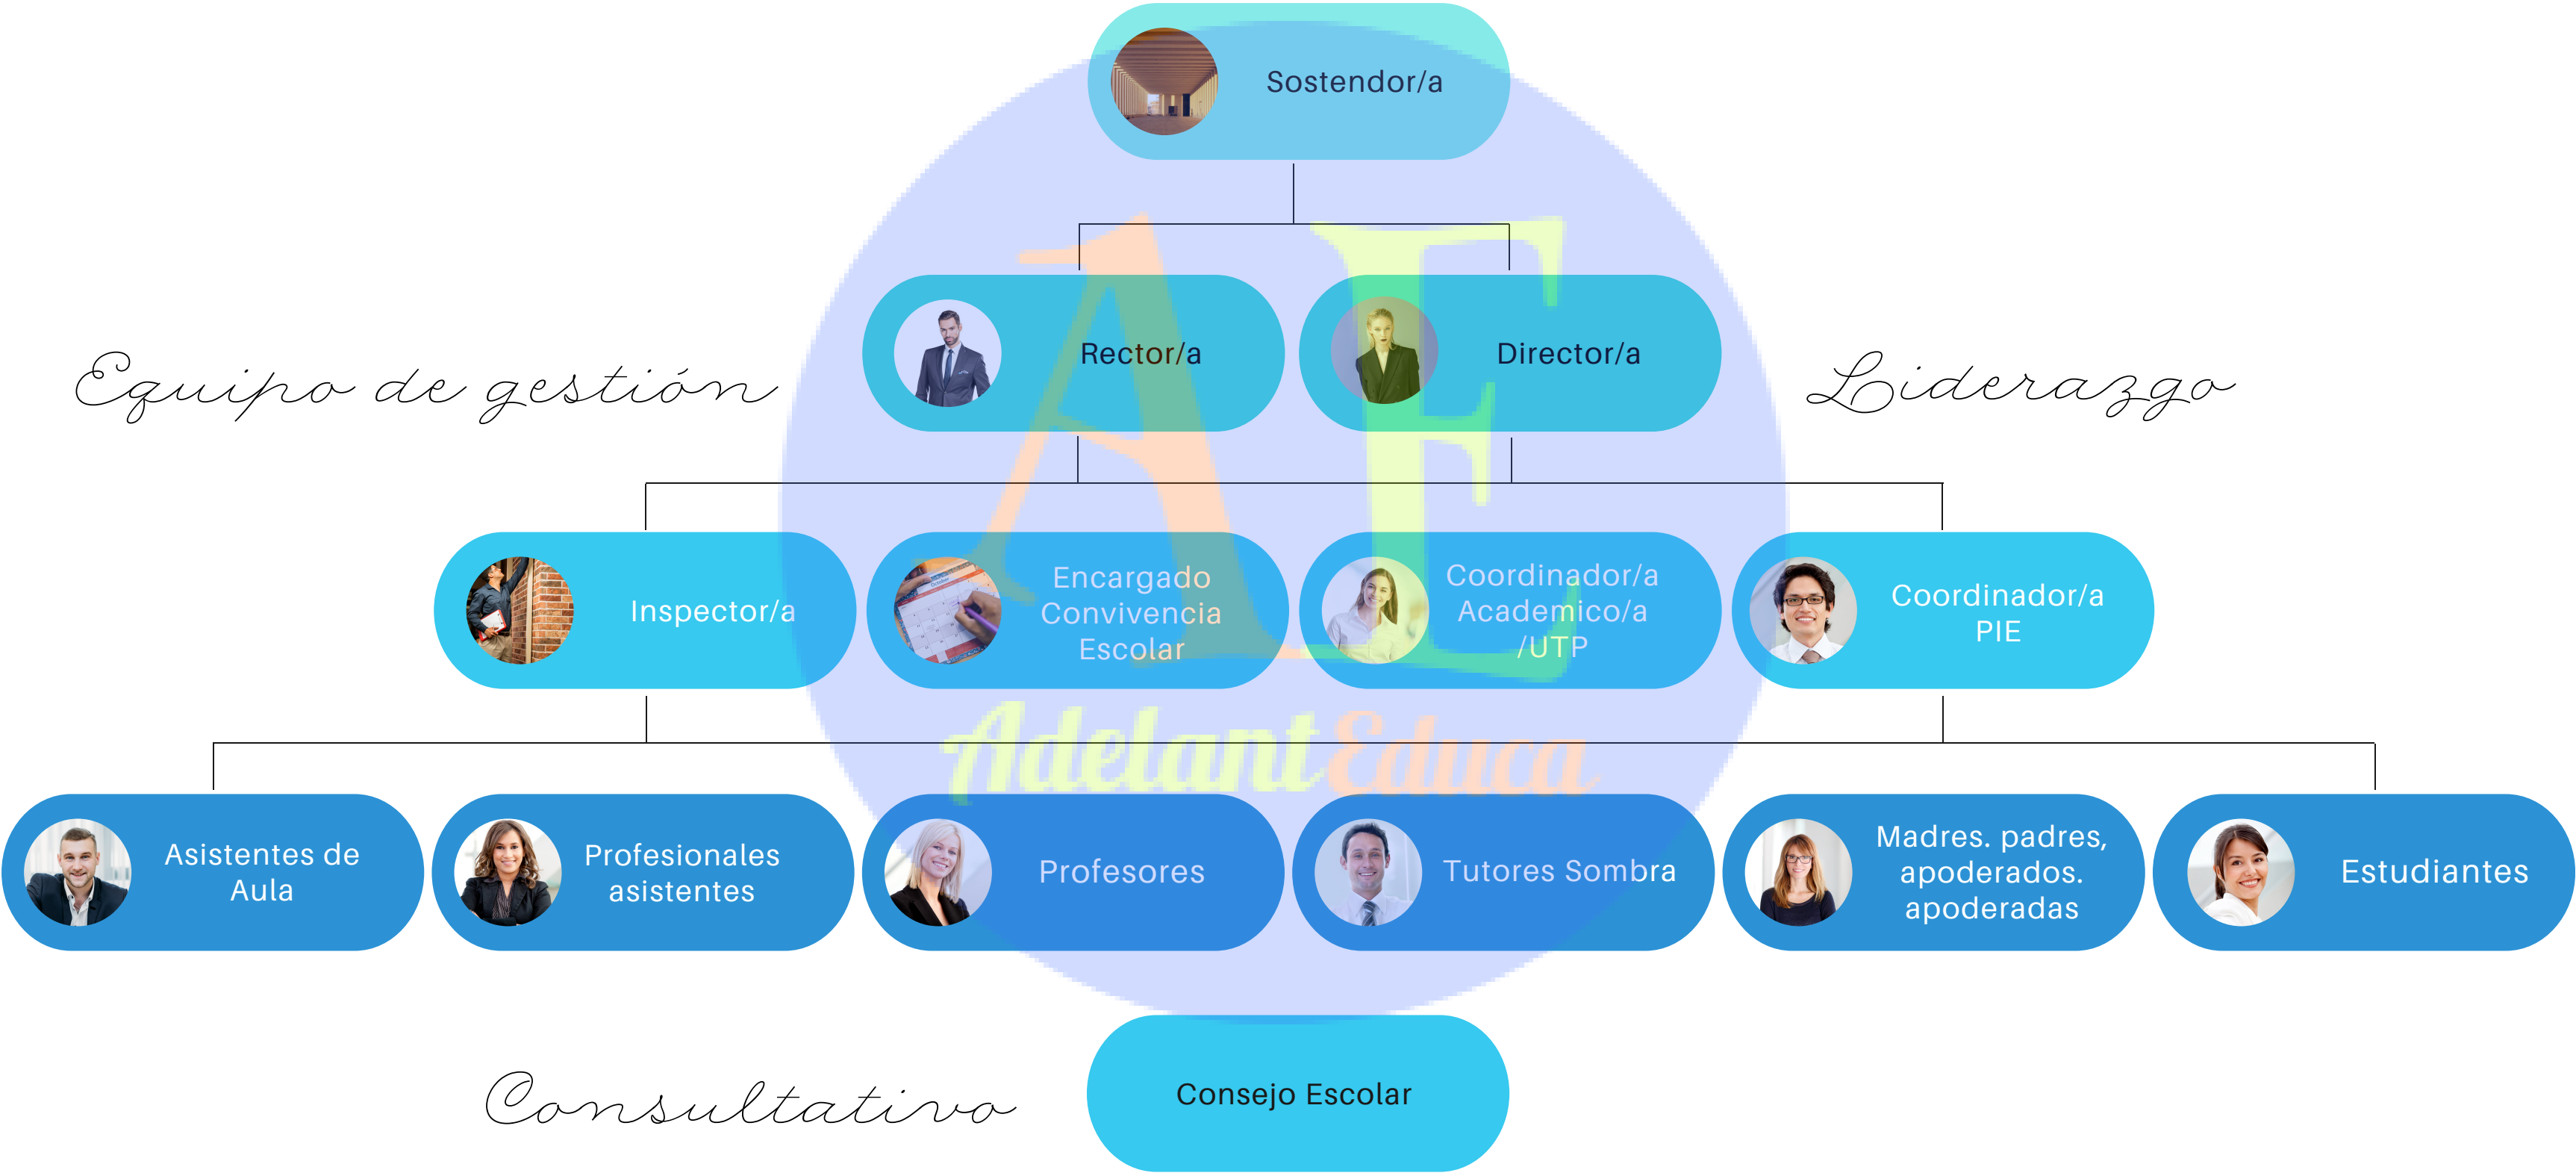 Sostendor/a
Rector/a
Director/a
Equipo de gestión
Liderazgo
Inspector/a
Encargado
Convivencia
Escolar
Coordinador/a
Academico/a
/UTP
Coordinador/a
PIE
AE
AdelantEduca
Asistentes de
Aula
Profesionales
asistentes
Profesores
Tutores Sombra
Madres. padres,
apoderados.
apoderadas
Estudiantes
Consultativo
Consejo Escolar